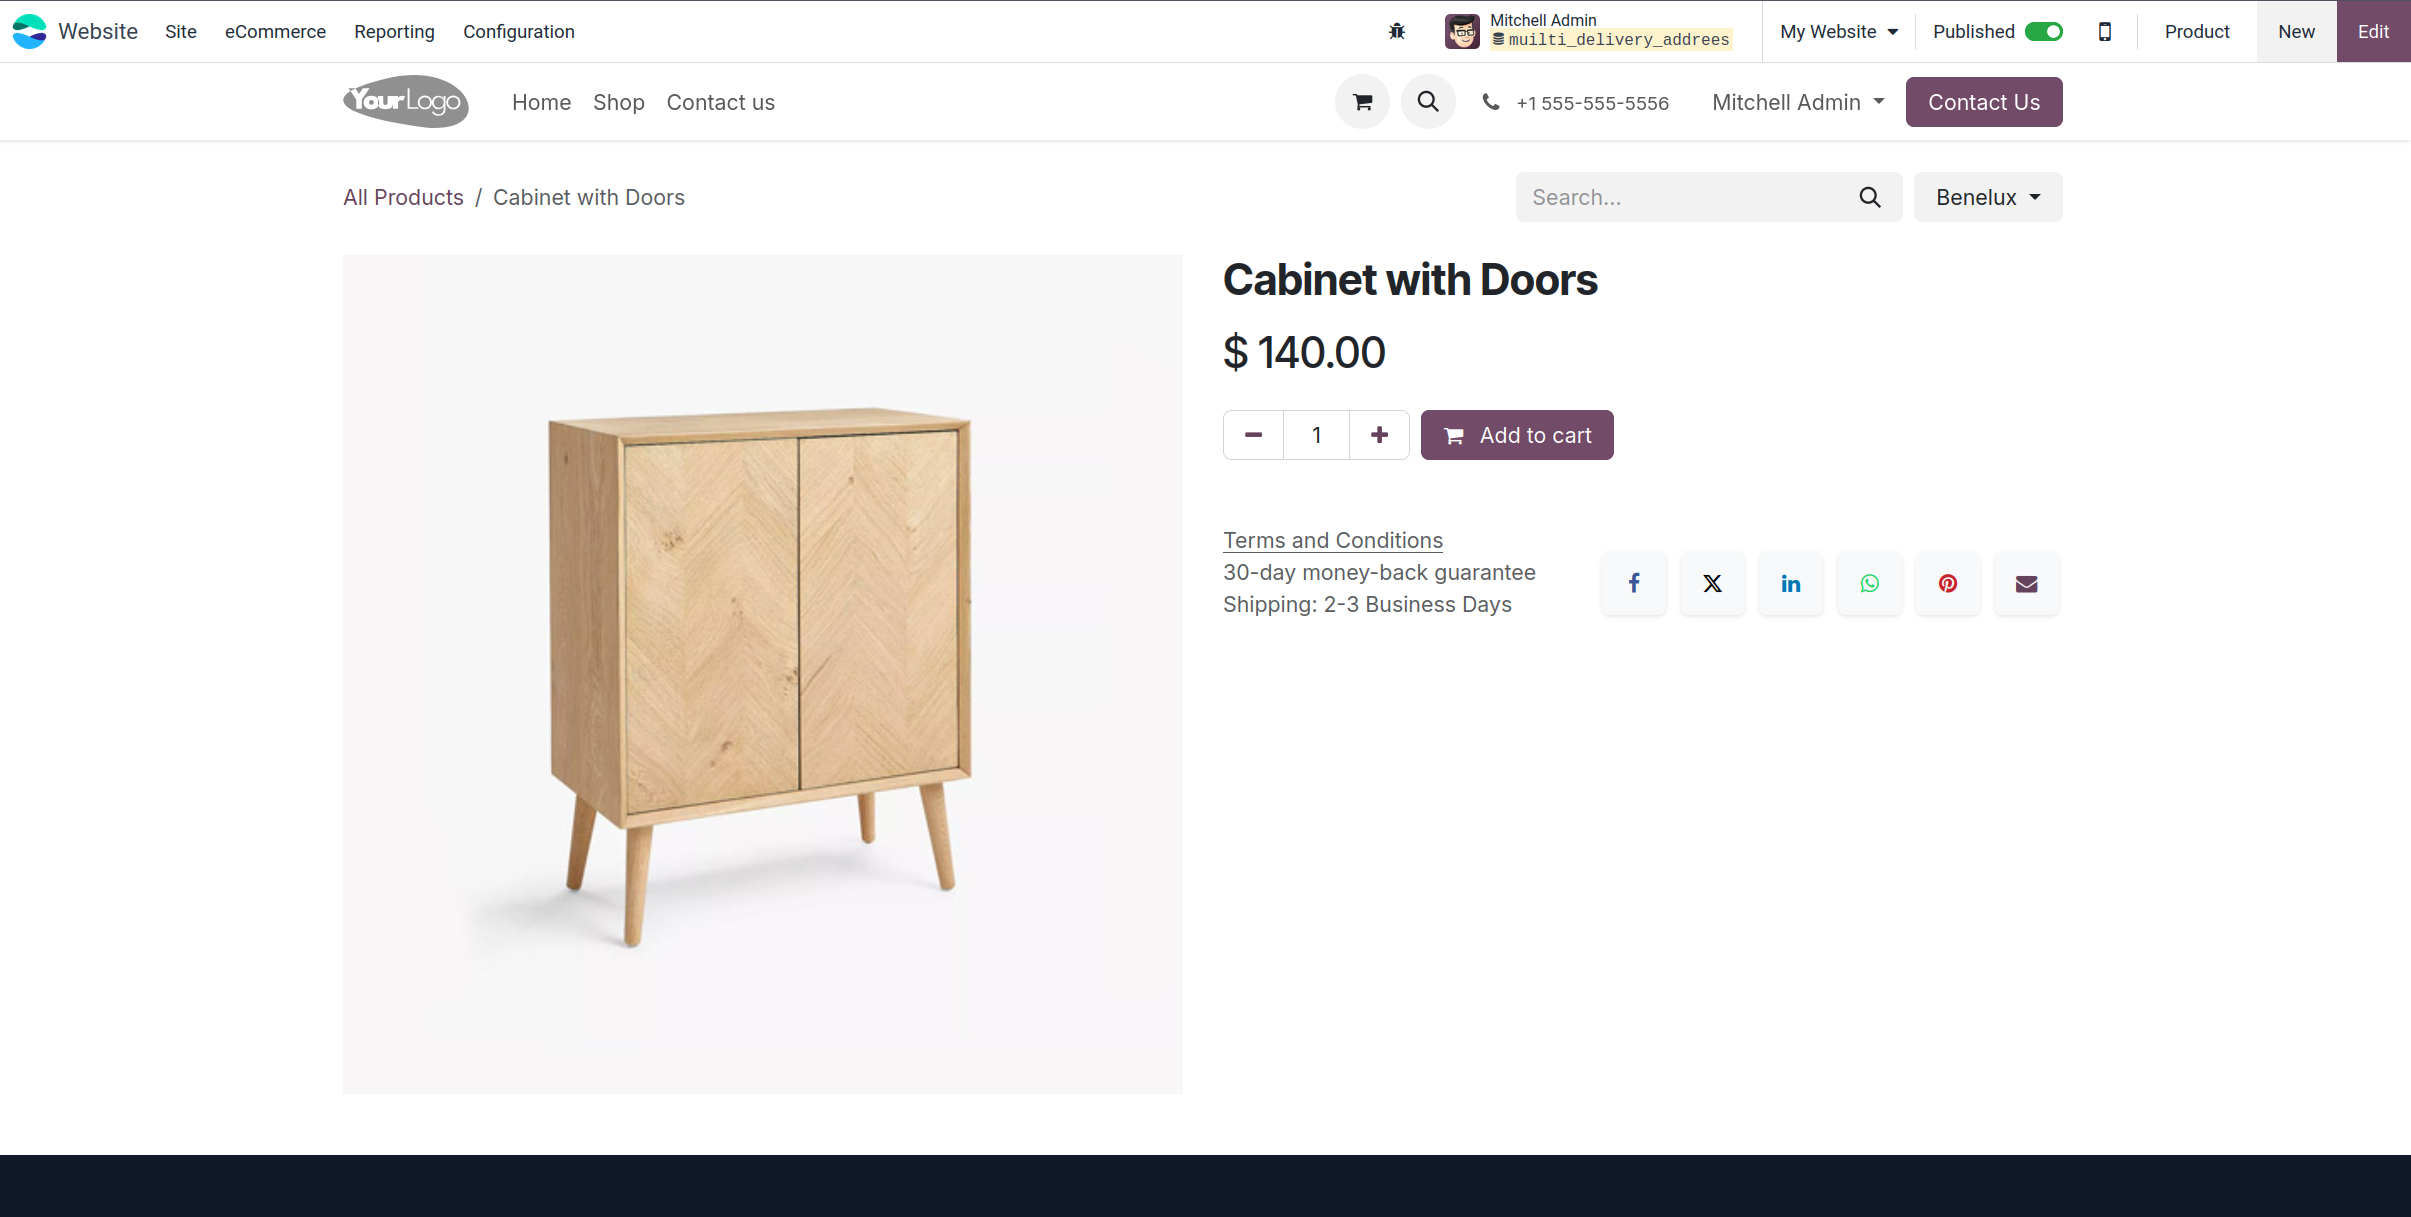 Website Site eCommerce Reporting Configuration Mitchell Admin
muilti_delivery_addrees My Website Published Product New Edit
YourLogo Home Shop Contact us +1 555-555-5556 Mitchell Admin Contact Us
All Products / Cabinet with Doors Search... Benelux
Cabinet with Doors
$ 140.00
1 Add to cart
Terms and Conditions
30-day money-back guarantee
Shipping: 2-3 Business Days